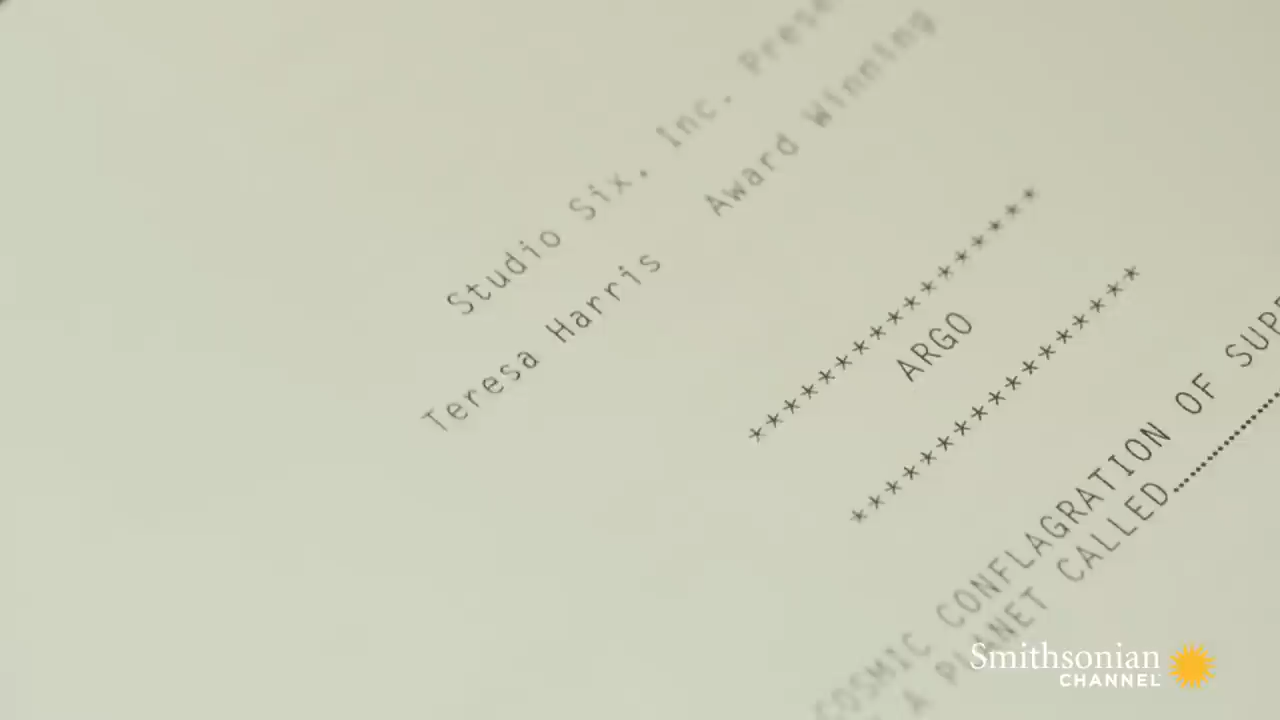 Studio Six, Inc. Prese
Teresa Harris Award Winning
*****************
ARGO
*****************
COSMIC CONFLAGRATION OF SUP
A PLANET CALLED..........
Smithsonian
CHANNEL